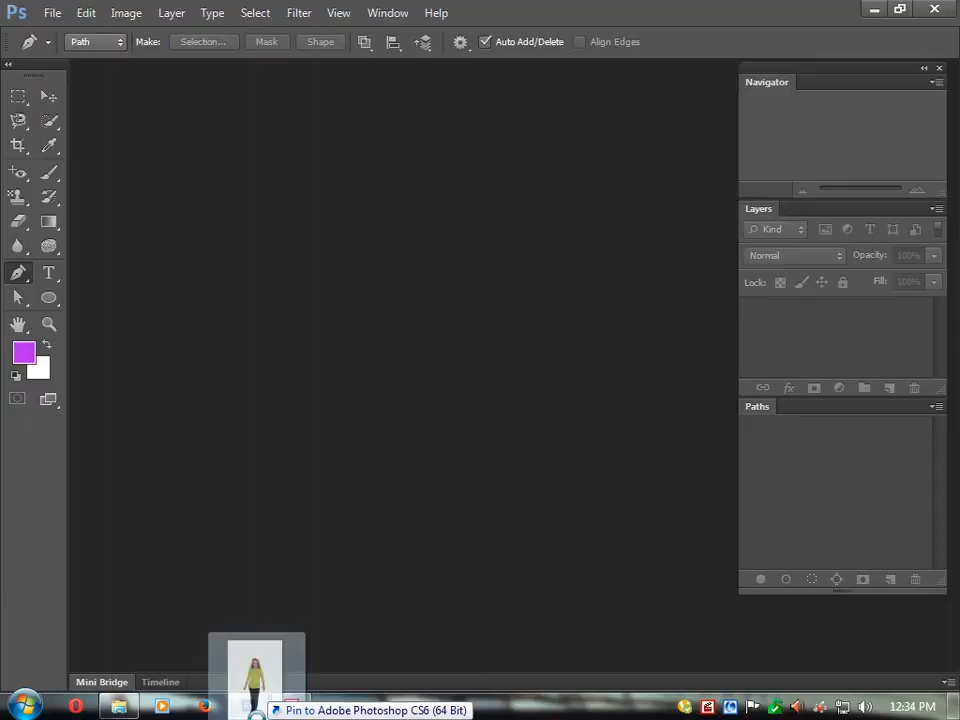 Ps File Edit Image Layer Type Select Filter View Window Help
Path Make: Selection... Mask Shape Auto Add/Delete Align Edges
Navigator
Layers
Kind T
Normal Opacity: 100%
Lock: Fill: 100%
T
Paths
Mini Bridge Timeline
Pin to Adobe Photoshop CS6 (64 Bit)
12:34 PM